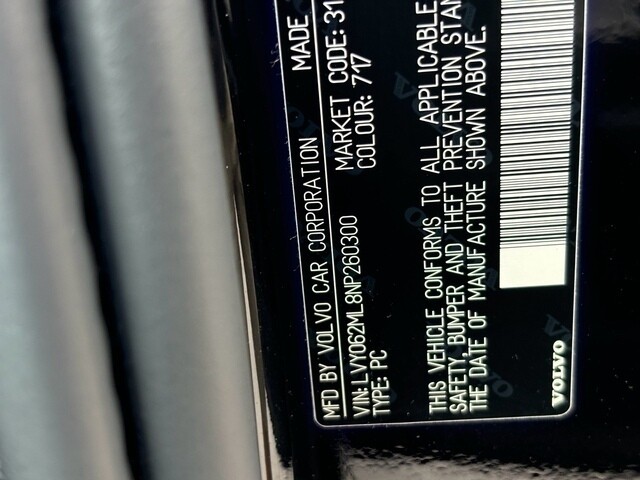 MFD BY VOLVO CAR CORPORATION MADE
VIN: LVY062ML8NP260300 MARKET CODE: 31
TYPE: PC COLOUR: 717
THIS VEHICLE CONFORMS TO ALL APPLICABLE
SAFETY, BUMPER AND THEFT PREVENTION STAN
THE DATE OF MANUFACTURE SHOWN ABOVE.
VOLVO